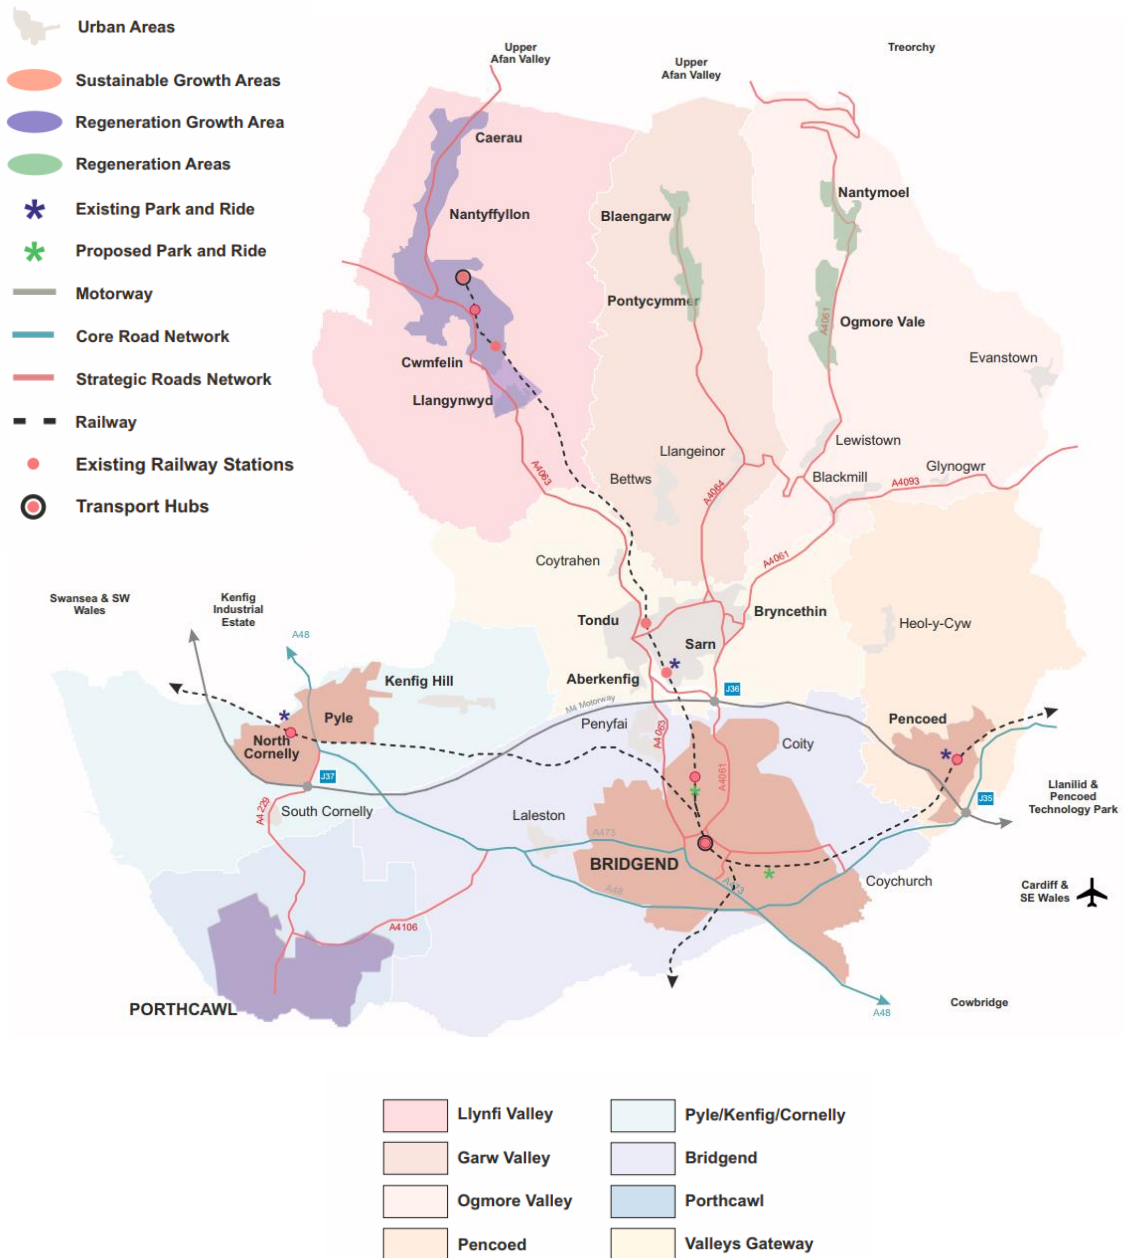 Urban Areas
Sustainable Growth Areas
Regeneration Growth Area
Regeneration Areas
Existing Park and Ride
Proposed Park and Ride
Motorway
Core Road Network
Strategic Roads Network
Railway
Existing Railway Stations
Transport Hubs
Upper
Afan Valley
Upper
Afan Valley
Treorchy
Caerau
Nantyffyllon
Blaengarw
Nantymoel
Pontycymmer
A4061
Ogmore Vale
Evanstown
Cwmfelin
Llangynwyd
Lewistown
Llangeinor
Glynogwr
Blackmill
Bettws
A4063
A4064
A4093
Coytrahen
A4061
Swansea & SW
Wales
Kenfig
Industrial
Estate
A48
Tondu
Bryncethin
Heol-y-Cyw
Sarn
Aberkenfig
Kenfig Hill
J36
M4 Motorway
Pyle
Penyfai
Pencoed
North
Cornelly
A4063
Coity
J37
A4061
Llanilid &
Pencoed
Technology Park
J35
A4229
South Cornelly
Laleston
A473
BRIDGEND
A48
A473
Coychurch
Cardiff &
SE Wales
A4106
PORTHCAWL
Cowbridge
A48
Llynfi Valley
Garw Valley
Ogmore Valley
Pencoed
Pyle/Kenfig/Cornelly
Bridgend
Porthcawl
Valleys Gateway